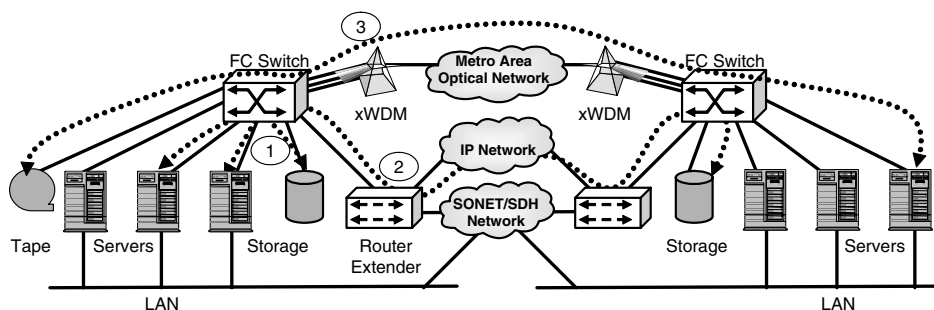 3
FC Switch
Metro Area
Optical Network
FC Switch
xWDM
xWDM
1
IP Network
2
SONET/SDH
Network
Tape
Servers
Storage
Router
Extender
Storage
Servers
LAN
LAN